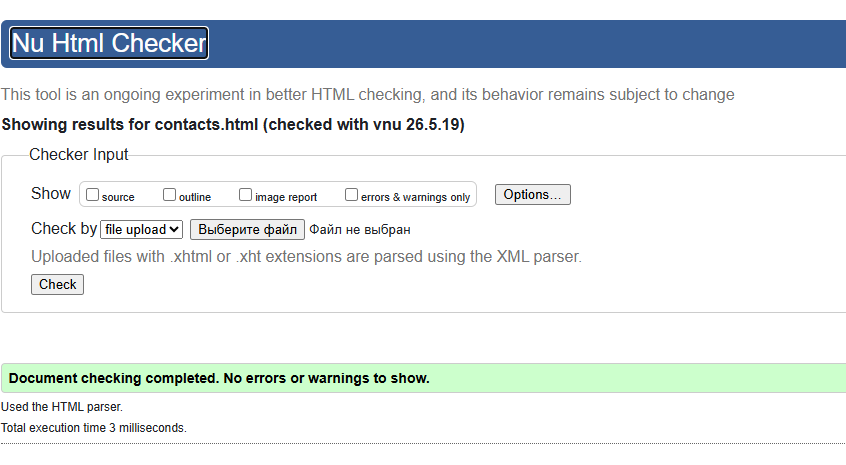 Nu Html Checker
This tool is an ongoing experiment in better HTML checking, and its behavior remains subject to change
Showing results for contacts.html (checked with vnu 26.5.19)
Checker Input
Show source outline image report errors & warnings only Options...
Check by file upload Выберите файл Файл не выбран
Uploaded files with .xhtml or .xht extensions are parsed using the XML parser.
Check
Document checking completed. No errors or warnings to show.
Used the HTML parser.
Total execution time 3 milliseconds.